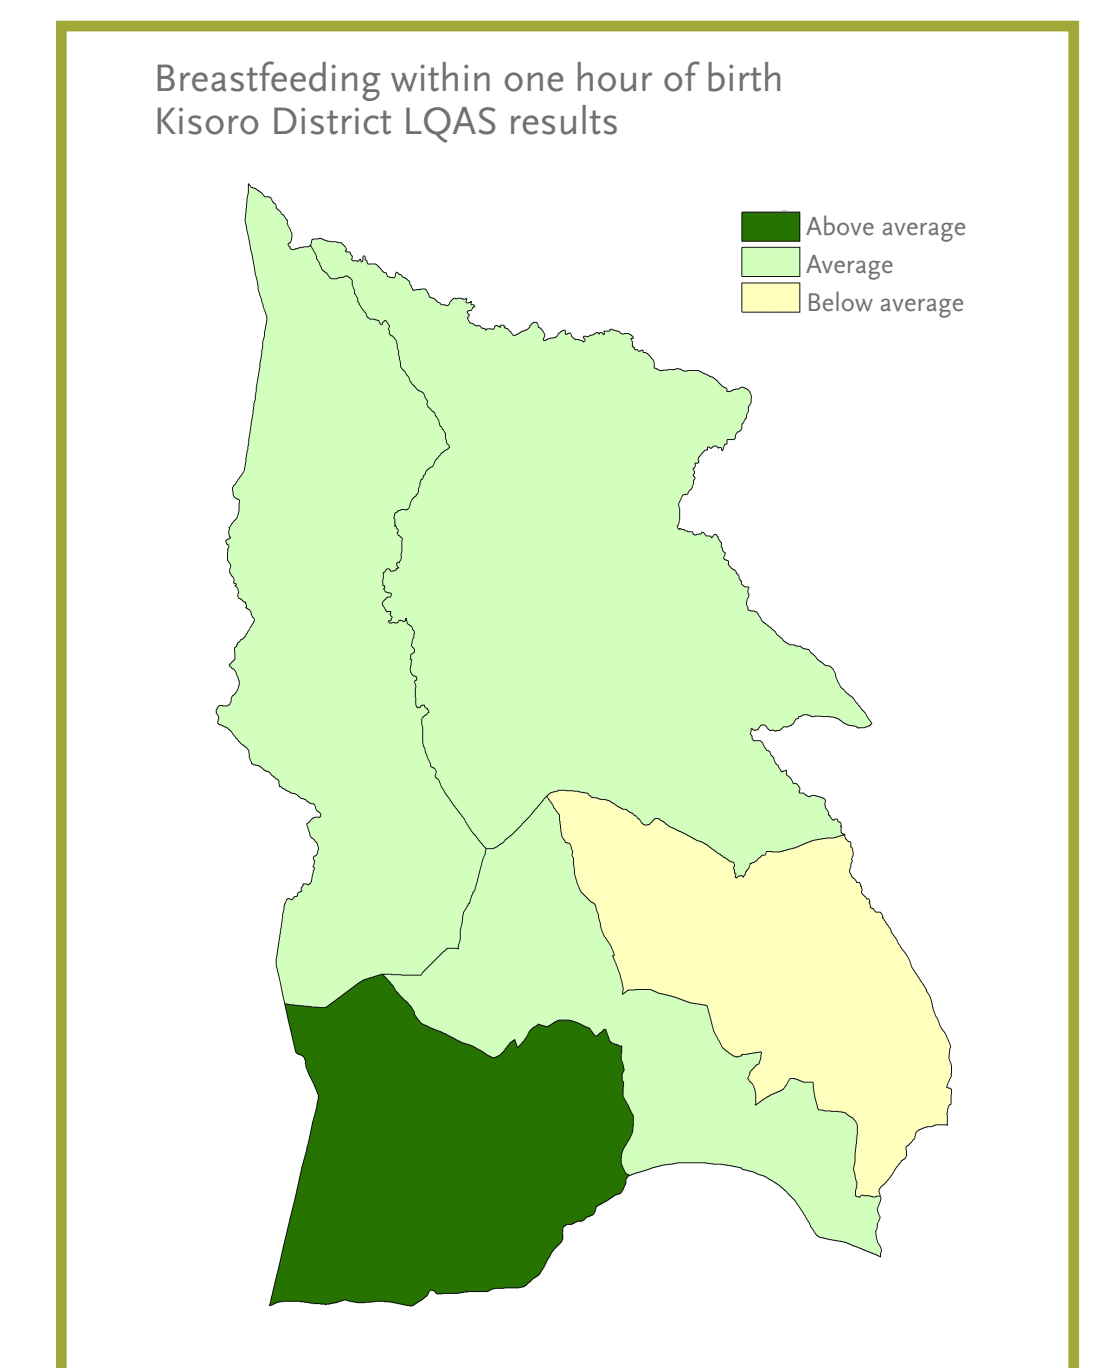 Breastfeeding within one hour of birth
Kisoro District LQAS results
Above average
Average
Below average